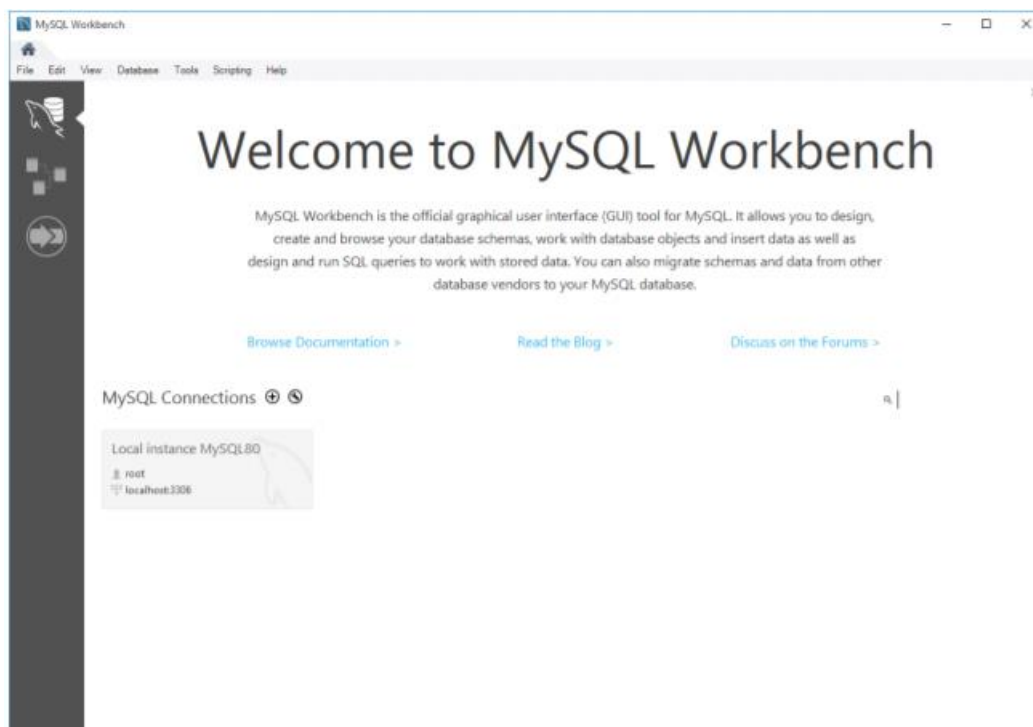 MySQL Workbench
File Edit View Database Tools Scripting Help
Welcome to MySQL Workbench
MySQL Workbench is the official graphical user interface (GUI) tool for MySQL. It allows you to design,
create and browse your database schemas, work with database objects and insert data as well as
design and run SQL queries to work with stored data. You can also migrate schemas and data from other
database vendors to your MySQL database.
Browse Documentation >
Read the Blog >
Discuss on the Forums >
MySQL Connections
Local instance MySQL80
root
localhost:3306